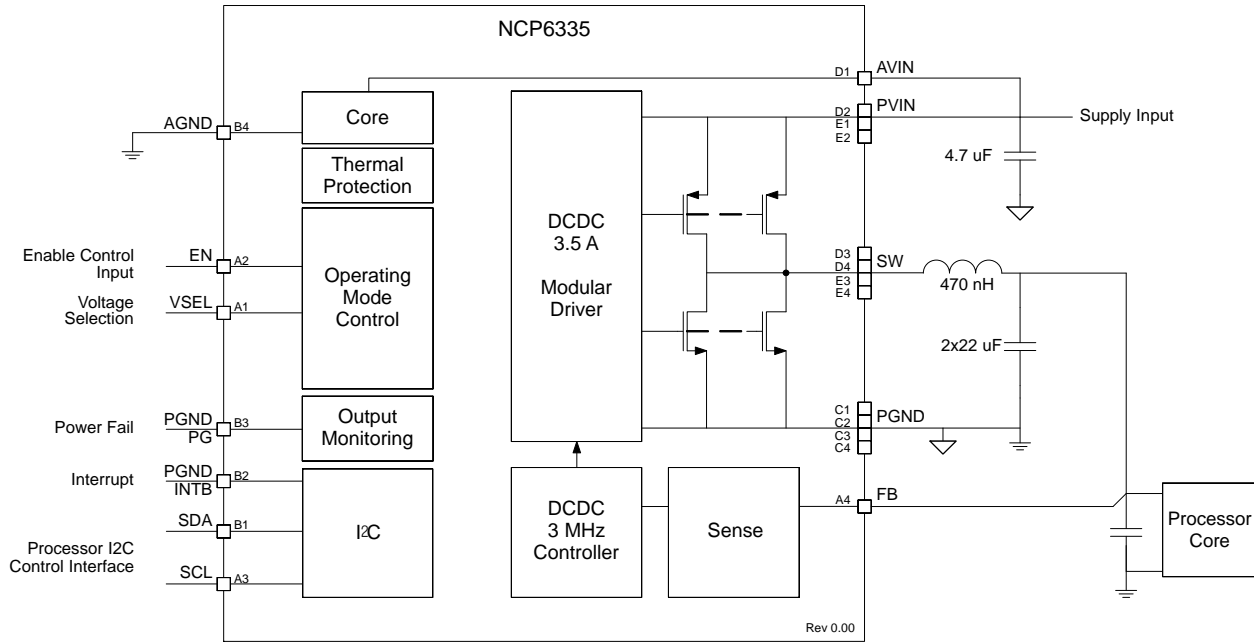 NCP6335
D1
AVIN
D2
E1
E2
PVIN
Supply Input
Core
AGND
B4
4.7 uF
Thermal
Protection
DCDC
3.5 A
Modular
Driver
Enable Control
Input
EN
A2
Operating
Mode
Control
Voltage
Selection
VSEL
A1
D3
D4
E3
E4
SW
470 nH
2x22 uF
Power Fail
PGND
PG
B3
Output
Monitoring
C1
C2
C3
C4
PGND
Interrupt
PGND
INTB
B2
I2C
SDA
B1
Processor I2C
Control Interface
SCL
A3
DCDC
3 MHz
Controller
Sense
A4
FB
Processor
Core
Rev 0.00